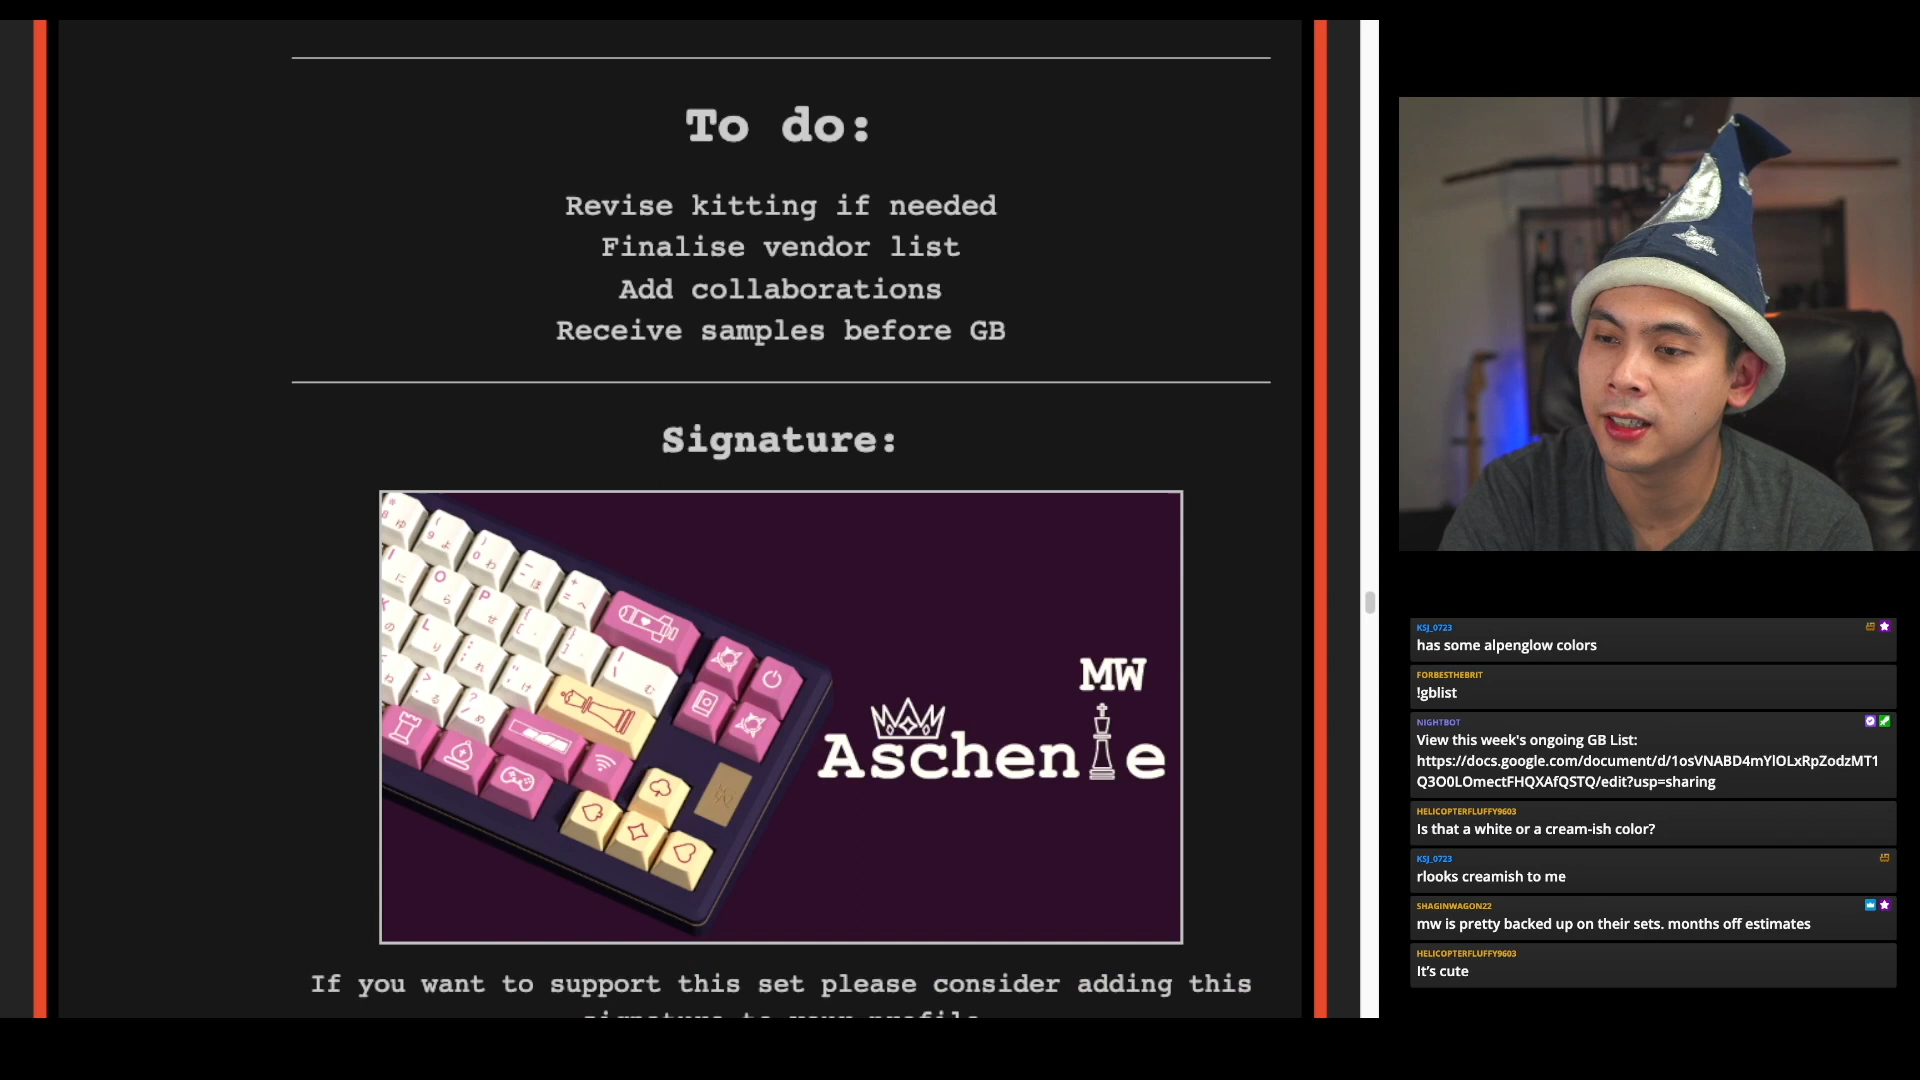 To do:
Revise kitting if needed
Finalise vendor list
Add collaborations
Receive samples before GB
Signature:
MW
Aschenie
If you want to support this set please consider adding this
signature to your profile
KSJ_0723
has some alpenglow colors
FORBESTHEBRIT
!gblist
NIGHTBOT
View this week's ongoing GB List:
https://docs.google.com/document/d/1osVNABD4mYlOLxRpZodzMT1
Q3O0LOmectFHQXAfQSTQ/edit?usp=sharing
HELICOPTERFLUFFY9603
Is that a white or a cream-ish color?
KSJ_0723
rlooks creamish to me
SHAGINWAGON22
mw is pretty backed up on their sets. months off estimates
HELICOPTERFLUFFY9603
It's cute